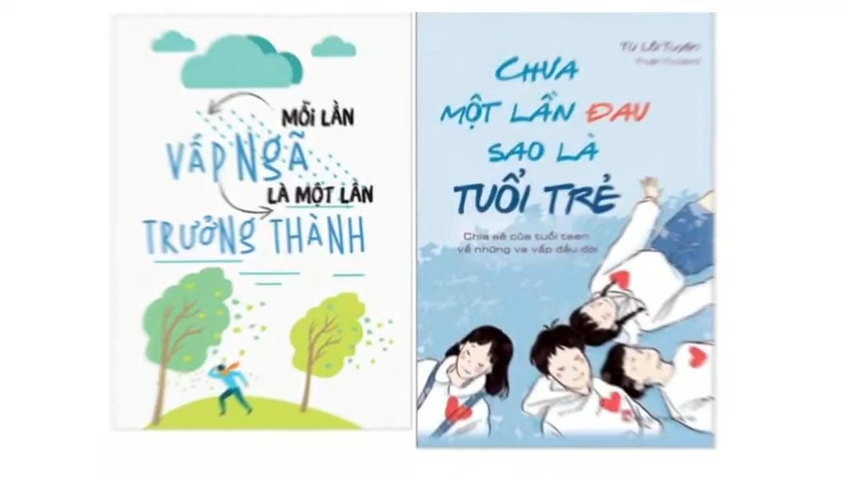 MỖI LẦN
VẤP NGÃ
LÀ MỘT LẦN
TRƯỞNG THÀNH
CHƯA
MỘT LẦN ĐAU
SAO LÀ
TUỔI TRẺ
Chia sẻ của tuổi teen
về những va vấp đầu đời